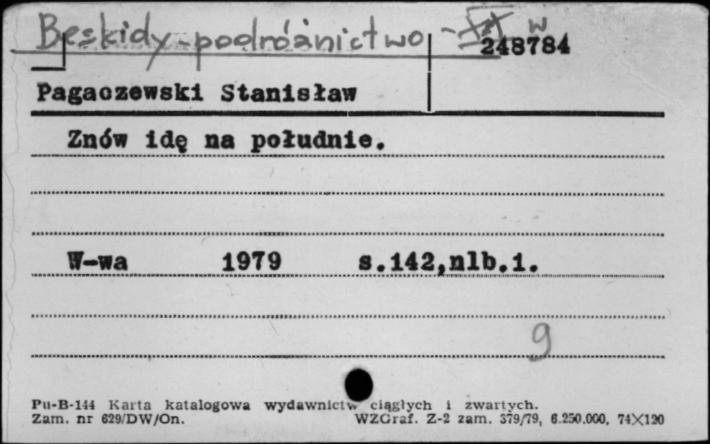 Beskidy - podróżnictwo - w
248784
Pagaczewski Stanisław
Znów idę na południe.
W-wa 1979 s.142,nlb.1.
9
Pu-B-144 Karta katalogowa wydawnictw ciągłych i zwartych.
Zam. nr 629/DW/On. WZGraf. Z-2 zam. 379/79, 6.250.000, 74X120